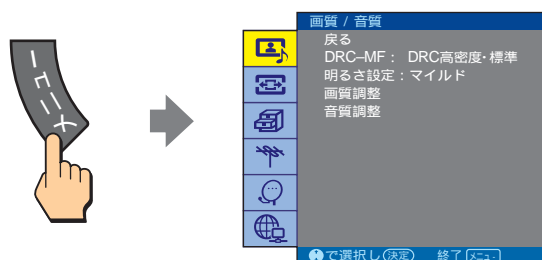 メニュー
画質 / 音質
戻る
DRC–MF： DRC高密度・標準
明るさ設定：マイルド
画質調整
音質調整
で選択し 決定 終了 メニュー